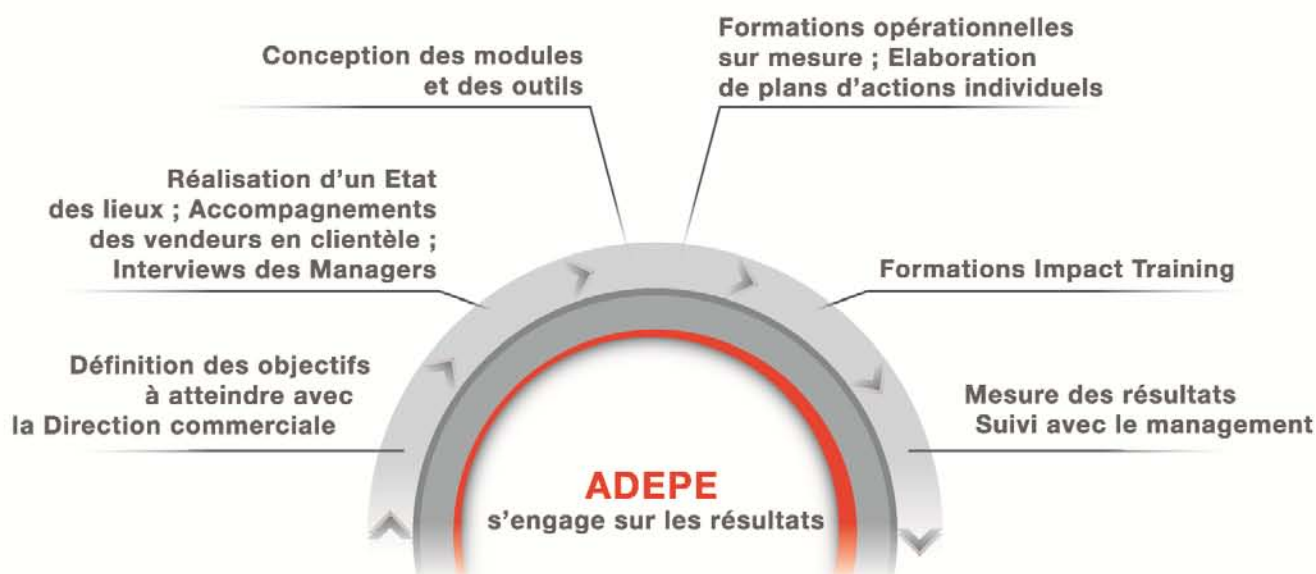 Conception des modules
et des outils
Formations opérationnelles
sur mesure ; Elaboration
de plans d'actions individuels
Réalisation d'un Etat
des lieux ; Accompagnements
des vendeurs en clientèle ;
Interviews des Managers
Formations Impact Training
Définition des objectifs
à atteindre avec
la Direction commerciale
Mesure des résultats
Suivi avec le management
ADEPE
s'engage sur les résultats